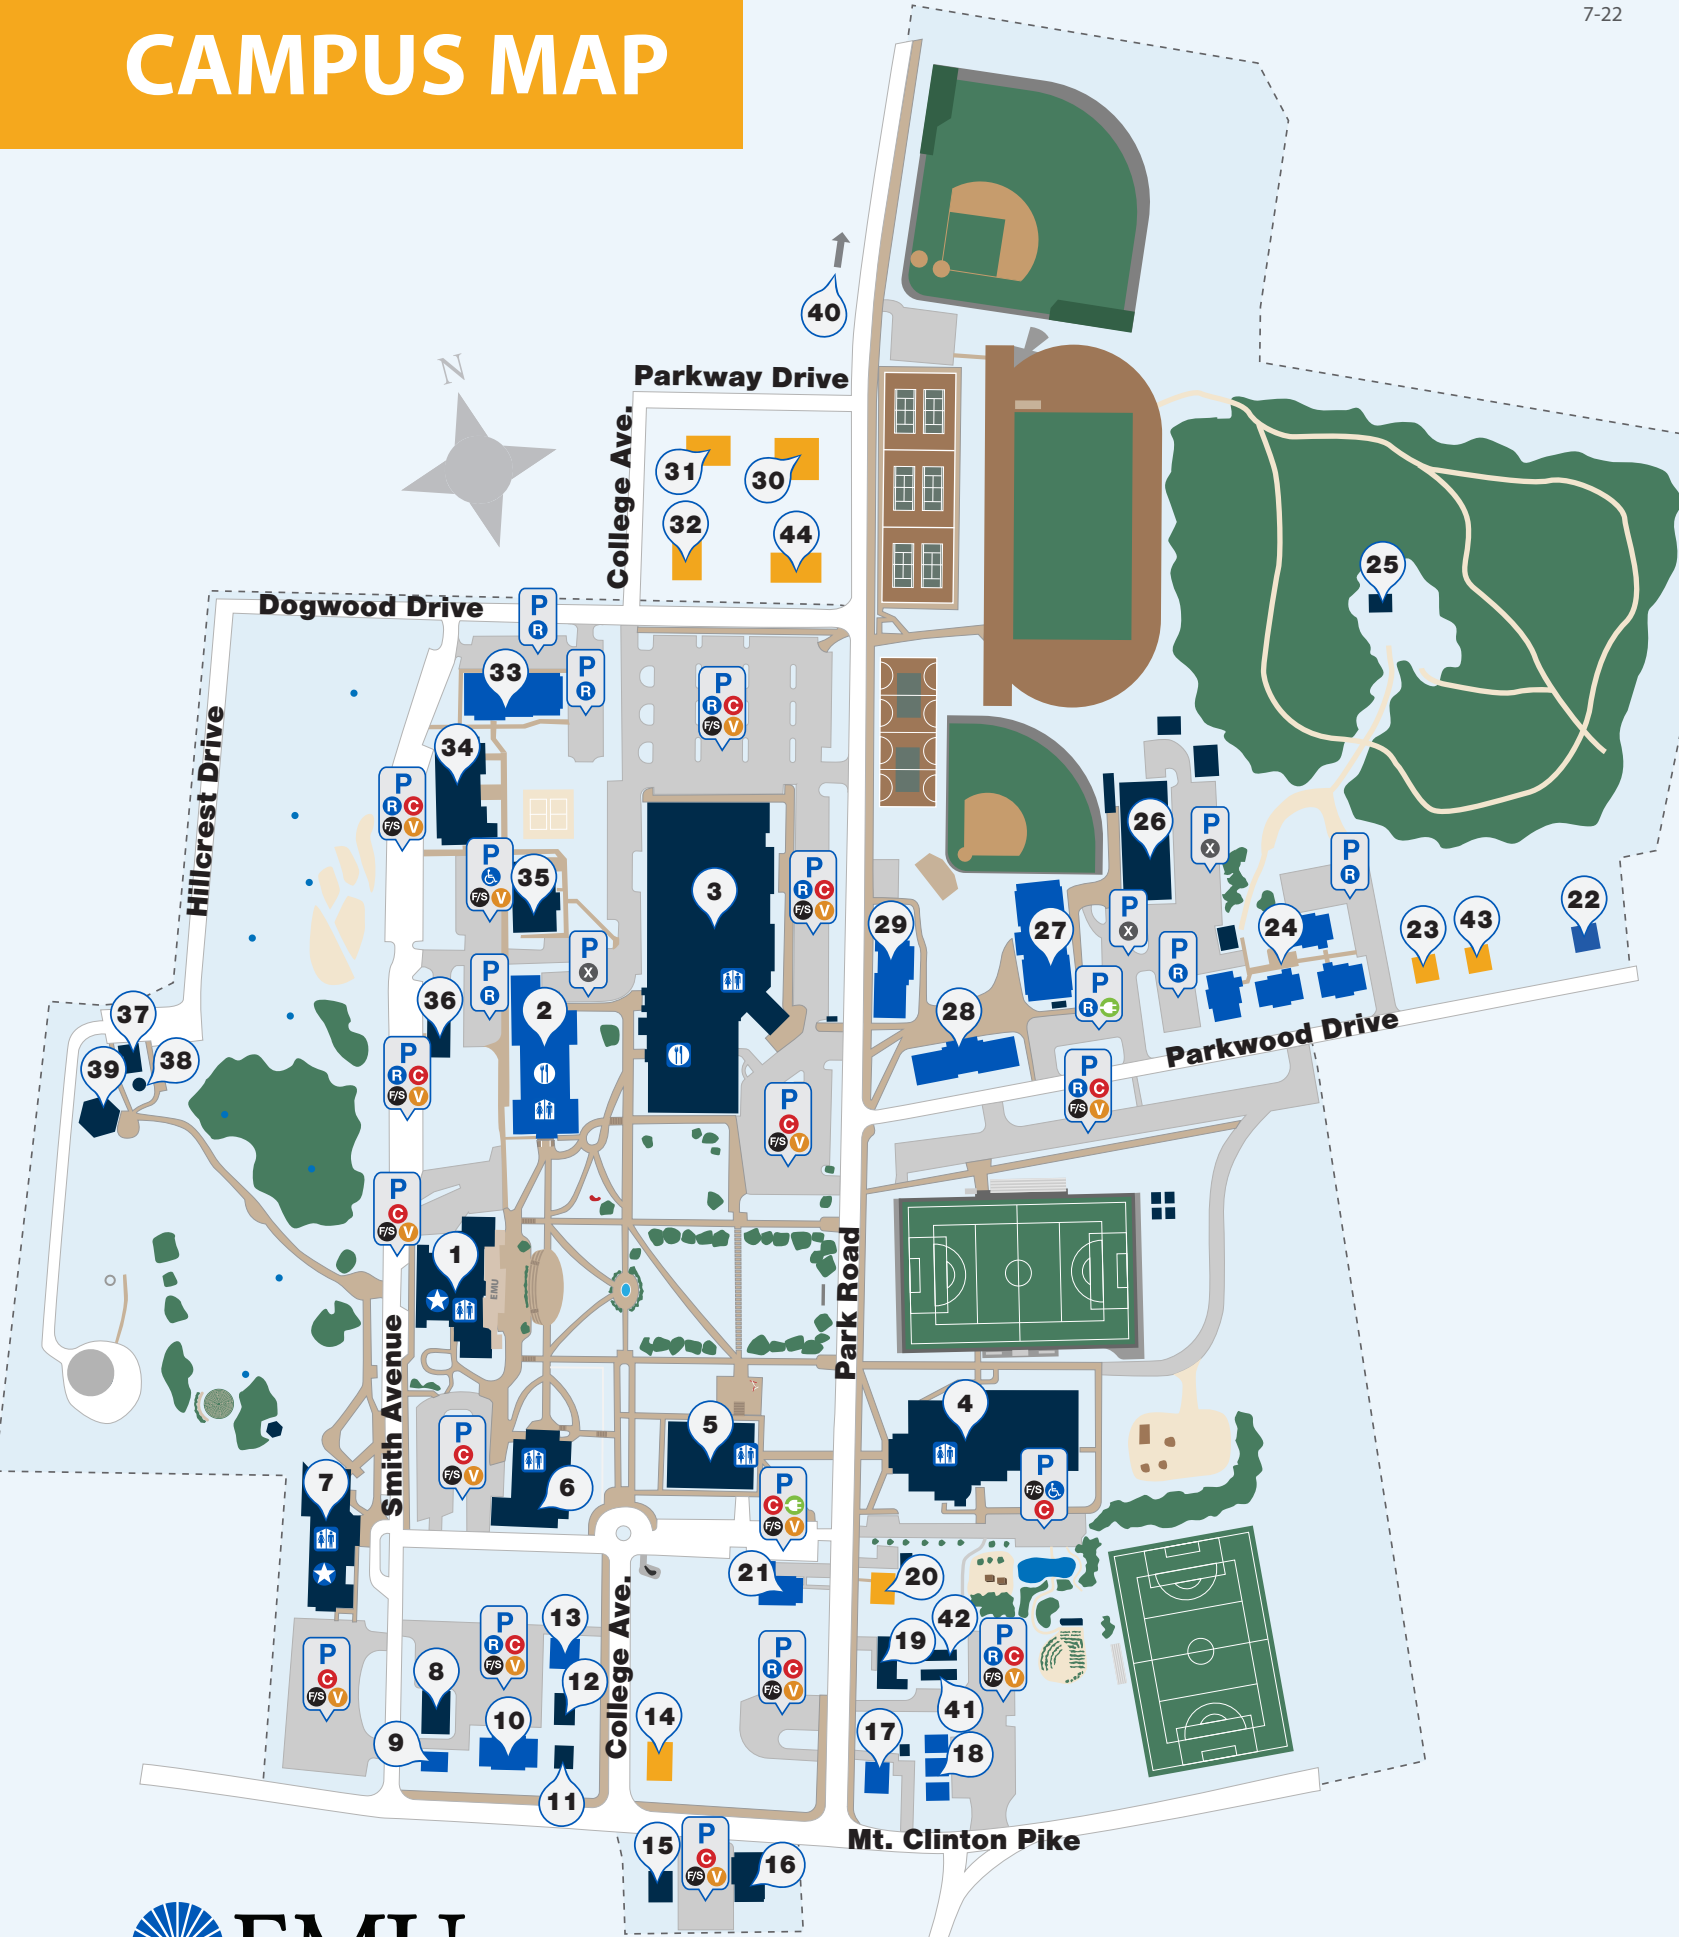 7-22
CAMPUS MAP
40
N
Parkway Drive
College Ave.
31
30
32
44
25
Dogwood Drive
P
R
33
P
R
P
R C
F/S V
34
Hillcrest Drive
P
R C
F/S V
26
P
X
P
R
P
F/S V
35
3
P
R C
F/S V
29
27
P
X
24
23
43
22
P
X
P
R
P
R
36
2
28
P
R
37
39
38
Parkwood Drive
P
R C
F/S V
P
R C
F/S V
P
C
F/S V
P
C
F/S V
1
EMU
Park Road
Smith Avenue
4
5
P
C
F/S V
6
7
P
F/S
C
P
C
F/S V
21
20
College Ave.
13
42
19
P
R C
F/S V
P
R C
F/S V
P
R C
F/S V
P
C
F/S V
8
12
14
41
10
9
17
18
11
Mt. Clinton Pike
15
P
C
F/S V
16
EMU